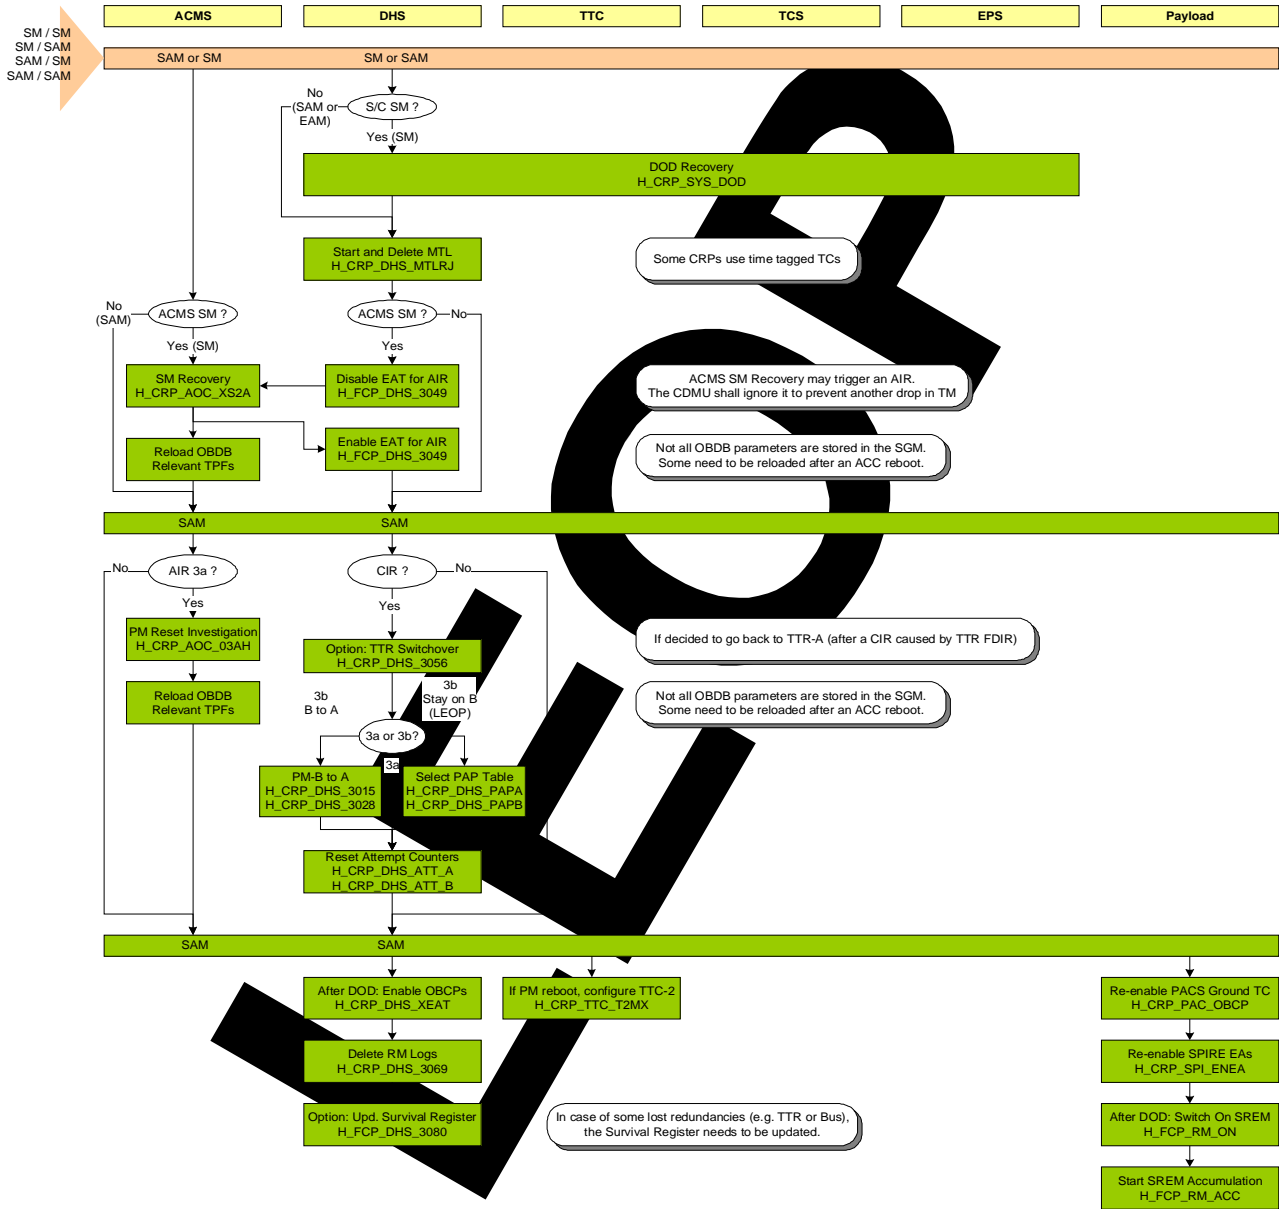 ACMS
DHS
TTC
TCS
EPS
Payload
SM / SM
SM / SAM
SAM / SM
SAM / SAM
SAM or SM
SM or SAM
No
(SAM or
EAM)
S/C SM ?
Yes (SM)
DOD Recovery
H_CRP_SYS_DOD
Start and Delete MTL
H_CRP_DHS_MTLRJ
Some CRPs use time tagged TCs
No
(SAM)
ACMS SM ?
ACMS SM ?
No
Yes (SM)
Yes
SM Recovery
H_CRP_AOC_XS2A
Disable EAT for AIR
H_FCP_DHS_3049
ACMS SM Recovery may trigger an AIR.
The CDMU shall ignore it to prevent another drop in TM
Reload OBDB
Relevant TPFs
Enable EAT for AIR
H_FCP_DHS_3049
Not all OBDB parameters are stored in the SGM.
Some need to be reloaded after an ACC reboot.
SAM
SAM
No
AIR 3a ?
CIR ?
No
Yes
Yes
PM Reset Investigation
H_CRP_AOC_03AH
Option: TTR Switchover
H_CRP_DHS_3056
If decided to go back to TTR-A (after a CIR caused by TTR FDIR)
Reload OBDB
Relevant TPFs
3b
B to A
3b
Stay on B
(LEOP)
Not all OBDB parameters are stored in the SGM.
Some need to be reloaded after an ACC reboot.
3a or 3b?
3a
PM-B to A
H_CRP_DHS_3015
H_CRP_DHS_3028
Select PAP Table
H_CRP_DHS_PAPA
H_CRP_DHS_PAPB
Reset Attempt Counters
H_CRP_DHS_ATT_A
H_CRP_DHS_ATT_B
SAM
SAM
After DOD: Enable OBCPs
H_CRP_DHS_XEAT
If PM reboot, configure TTC-2
H_CRP_TTC_T2MX
Re-enable PACS Ground TC
H_CRP_PAC_OBCP
Delete RM Logs
H_CRP_DHS_3069
Re-enable SPIRE EAs
H_CRP_SPI_ENEA
Option: Upd. Survival Register
H_FCP_DHS_3080
In case of some lost redundancies (e.g. TTR or Bus),
the Survival Register needs to be updated.
After DOD: Switch On SREM
H_FCP_RM_ON
Start SREM Accumulation
H_FCP_RM_ACC